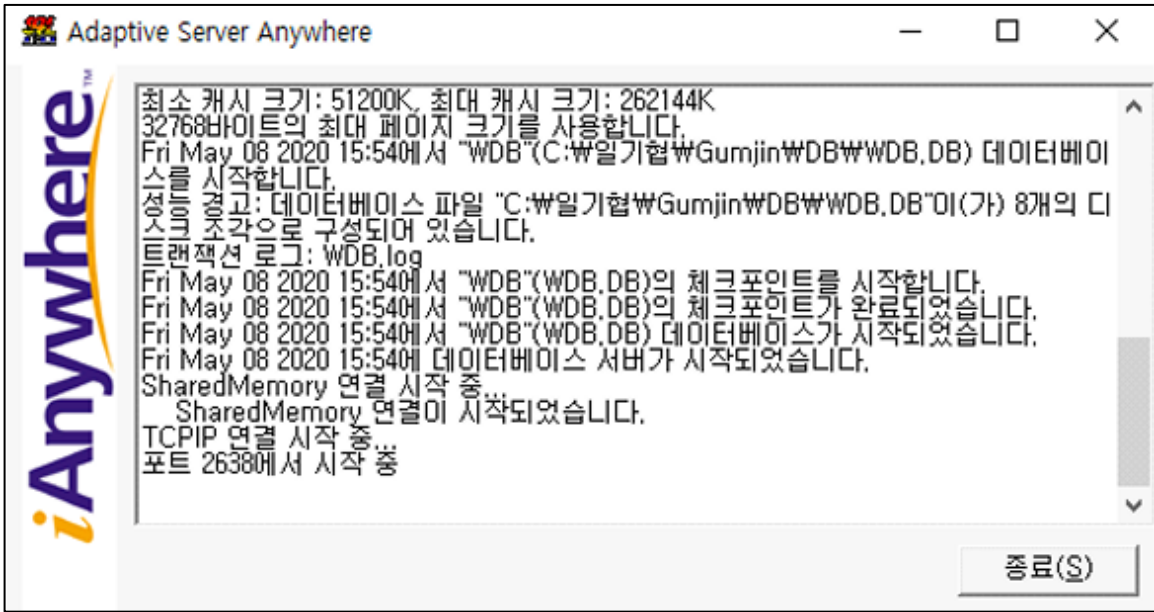 Adaptive Server Anywhere
iAnywhere™
최소 캐시 크기: 51200K, 최대 캐시 크기: 262144K
32768바이트의 최대 페이지 크기를 사용합니다.
Fri May 08 2020 15:54에서 "WDB"(C:₩일기협₩Gumjin₩DB₩WDB.DB) 데이터베이
스를 시작합니다.
성능 경고: 데이터베이스 파일 "C:₩일기협₩Gumjin₩DB₩WDB.DB"이(가) 8개의 디
스크 조각으로 구성되어 있습니다.
트랜잭션 로그: WDB.log
Fri May 08 2020 15:54에서 "WDB"(WDB.DB)의 체크포인트를 시작합니다.
Fri May 08 2020 15:54에서 "WDB"(WDB.DB)의 체크포인트가 완료되었습니다.
Fri May 08 2020 15:54에서 "WDB"(WDB.DB) 데이터베이스가 시작되었습니다.
Fri May 08 2020 15:54에 데이터베이스 서버가 시작되었습니다.
SharedMemory 연결 시작 중...
SharedMemory 연결이 시작되었습니다.
TCPIP 연결 시작 중...
포트 2638에서 시작 중
종료(S)